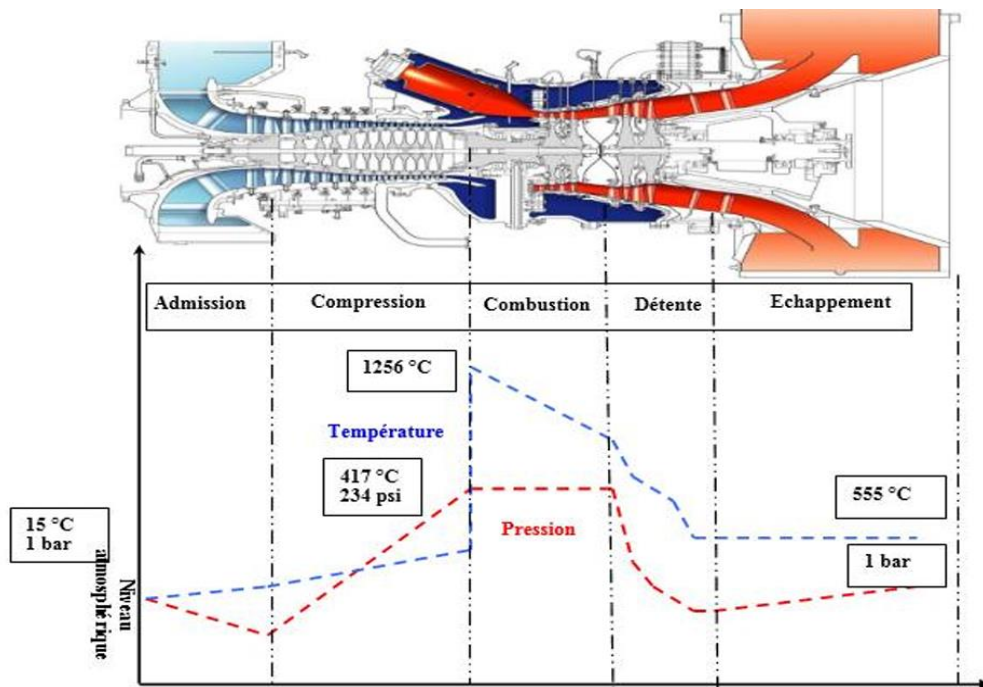 Admission
Compression
Combustion
Détente
Echappement
1256 °C
Température
417 °C
234 psi
555 °C
15 °C
1 bar
Pression
1 bar
Niveau
atmosphérique